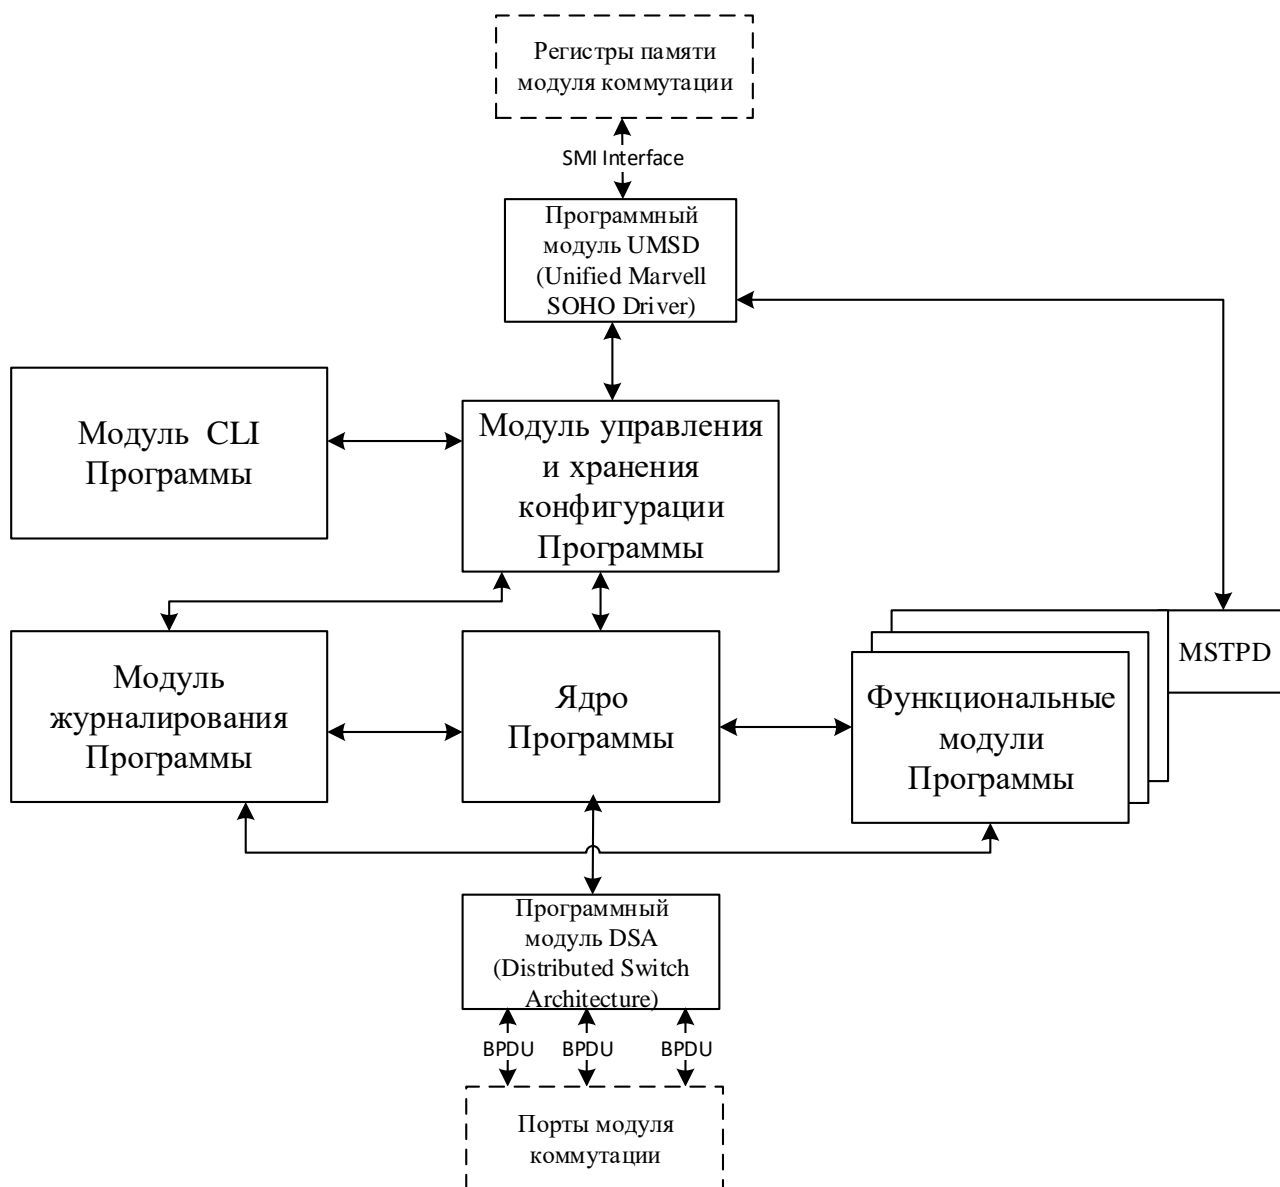 Регистры памяти
модуля коммутации
SMI Interface
Программный
модуль UMSD
(Unified Marvell
SOHO Driver)
Модуль CLI
Программы
Модуль управления
и хранения
конфигурации
Программы
Модуль
журналирования
Программы
Ядро
Программы
Функциональные
модули
Программы
MSTPD
Программный
модуль DSA
(Distributed Switch
Architecture)
BPDU BPDU BPDU
Порты модуля
коммутации